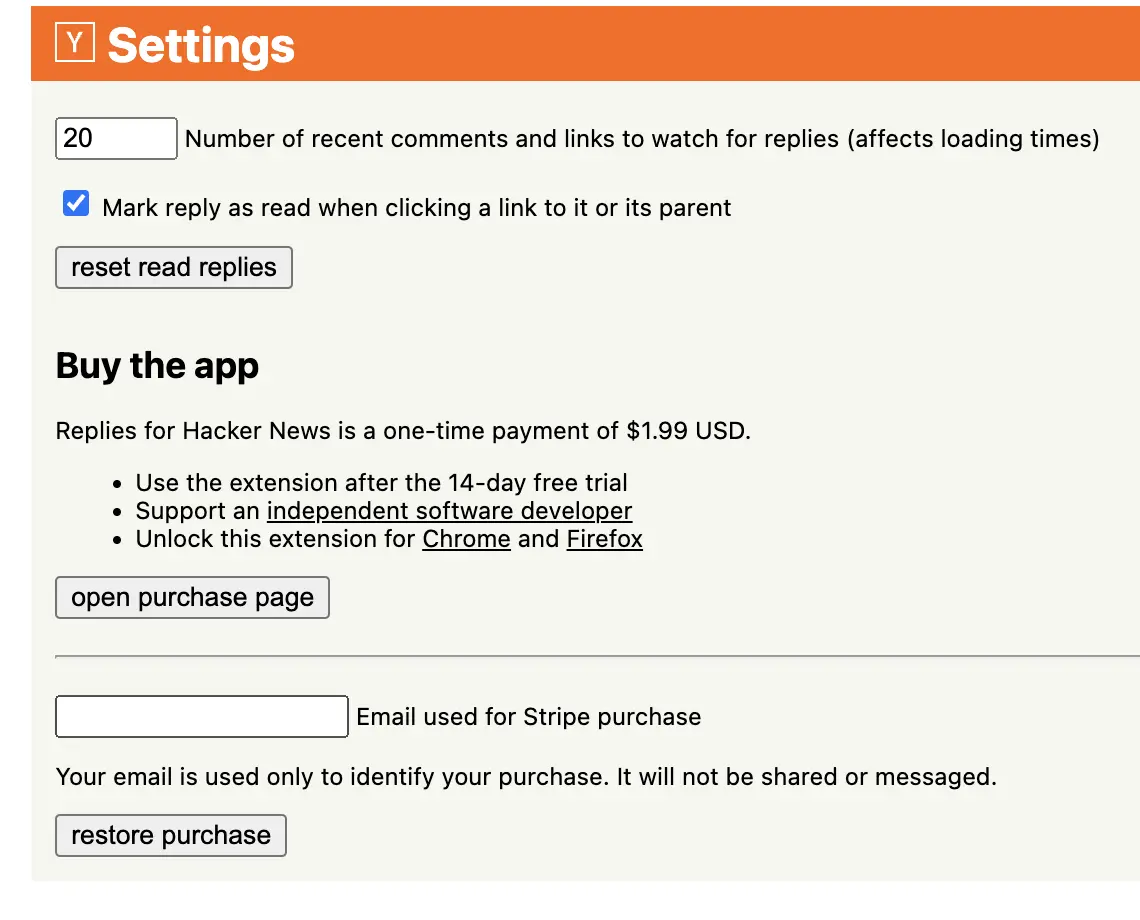 Y Settings
20 Number of recent comments and links to watch for replies (affects loading times)
Mark reply as read when clicking a link to it or its parent
reset read replies
Buy the app
Replies for Hacker News is a one-time payment of $1.99 USD.
• Use the extension after the 14-day free trial
• Support an independent software developer
• Unlock this extension for Chrome and Firefox
open purchase page
Email used for Stripe purchase
Your email is used only to identify your purchase. It will not be shared or messaged.
restore purchase